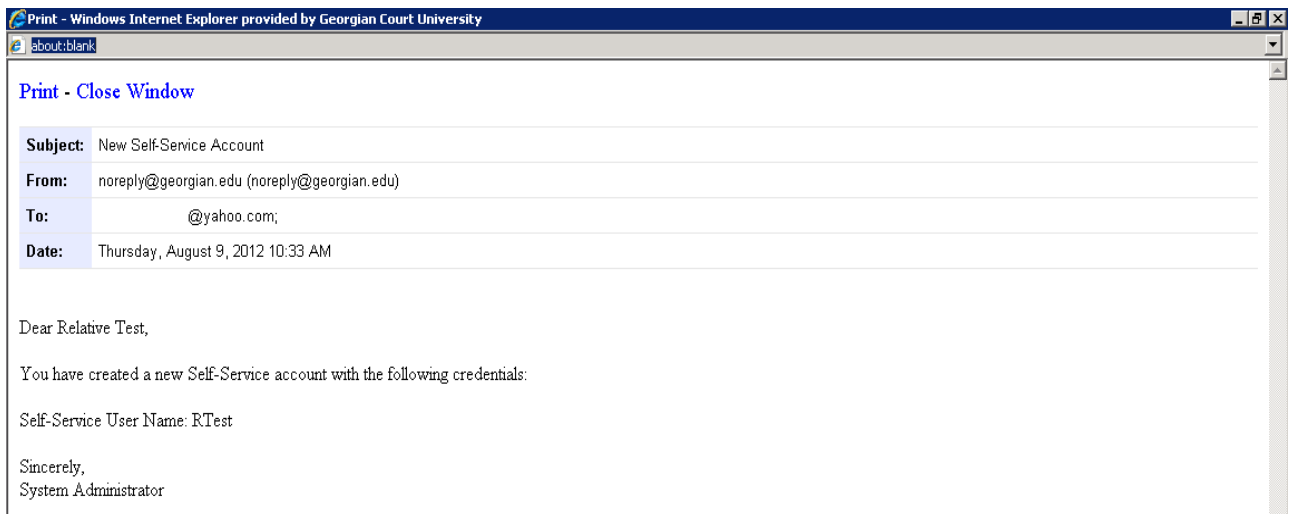 Print - Windows Internet Explorer provided by Georgian Court University
about:blank
Print - Close Window
Subject: New Self-Service Account
From: noreply@georgian.edu (noreply@georgian.edu)
To: @yahoo.com;
Date: Thursday, August 9, 2012 10:33 AM
Dear Relative Test,
You have created a new Self-Service account with the following credentials:
Self-Service User Name: RTest
Sincerely,
System Administrator